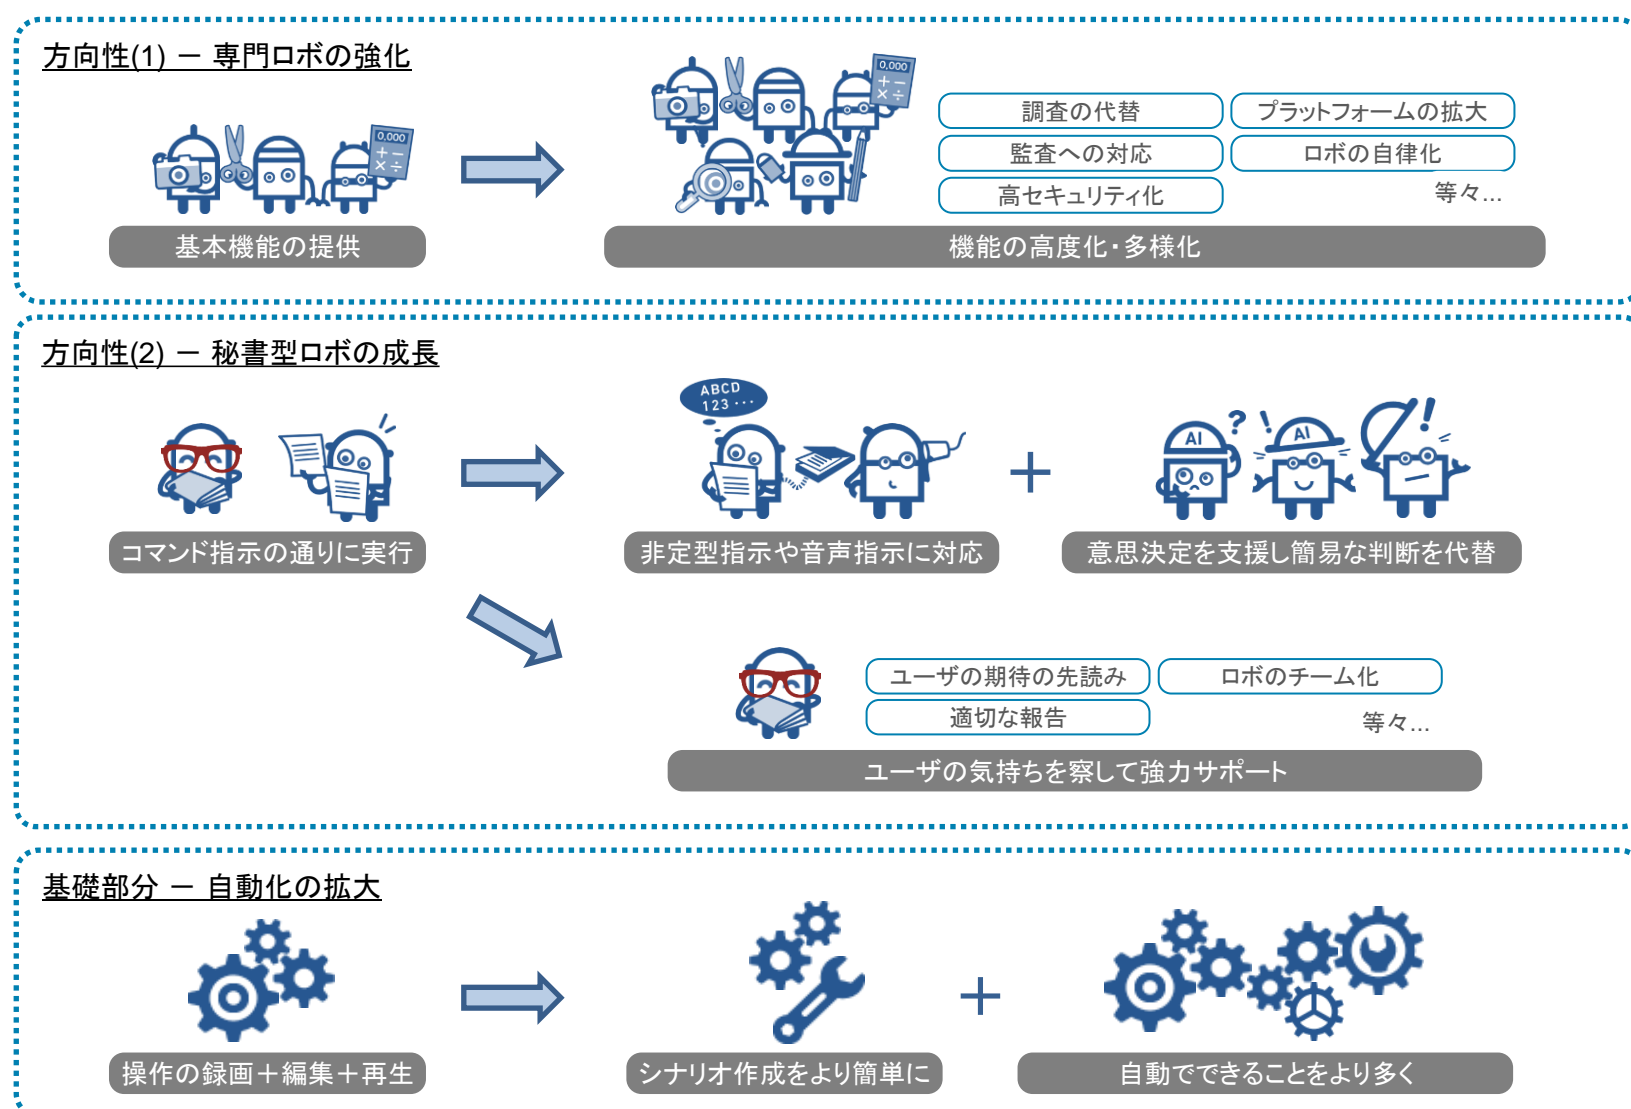 方向性(1) － 専門ロボの強化
0,000
0,000
調査の代替
プラットフォームの拡大
監査への対応
ロボの自律化
高セキュリティ化
等々...
基本機能の提供
機能の高度化・多様化
方向性(2) － 秘書型ロボの成長
ABCD
123 ···
?
!
!
AI
AI
コマンド指示の通りに実行
非定型指示や音声指示に対応
＋
意思決定を支援し簡易な判断を代替
ユーザの期待の先読み
ロボのチーム化
適切な報告
等々...
ユーザの気持ちを察して強力サポート
基礎部分 － 自動化の拡大
＋
操作の録画＋編集＋再生
シナリオ作成をより簡単に
自動でできることをより多く